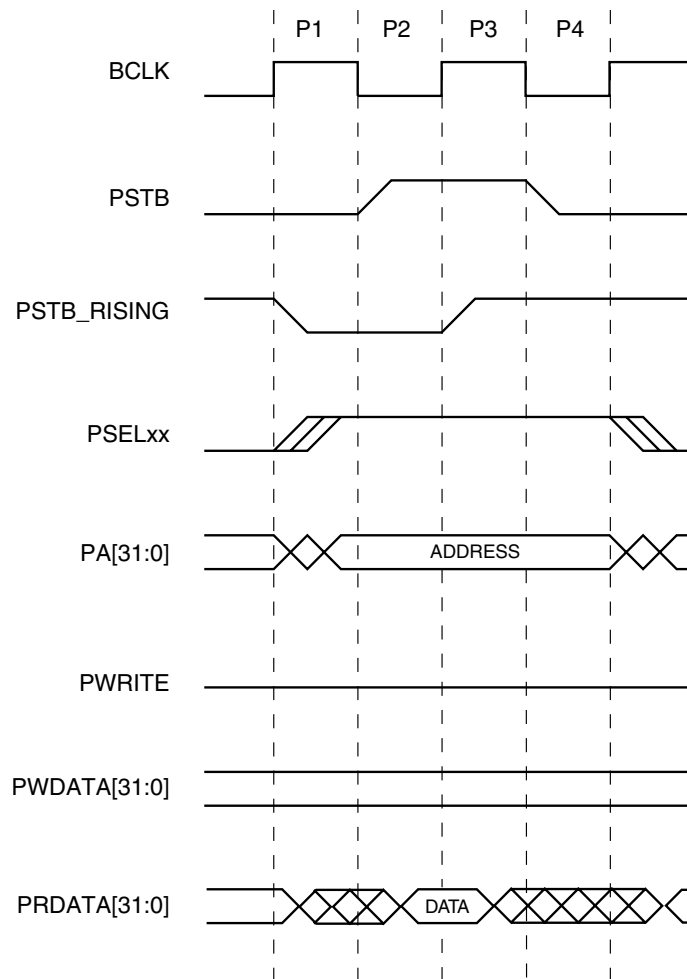 P1 P2 P3 P4
BCLK
PSTB
PSTB_RISING
PSELxx
PA[31:0] ADDRESS
PWRITE
PWDATA[31:0]
PRDATA[31:0] DATA